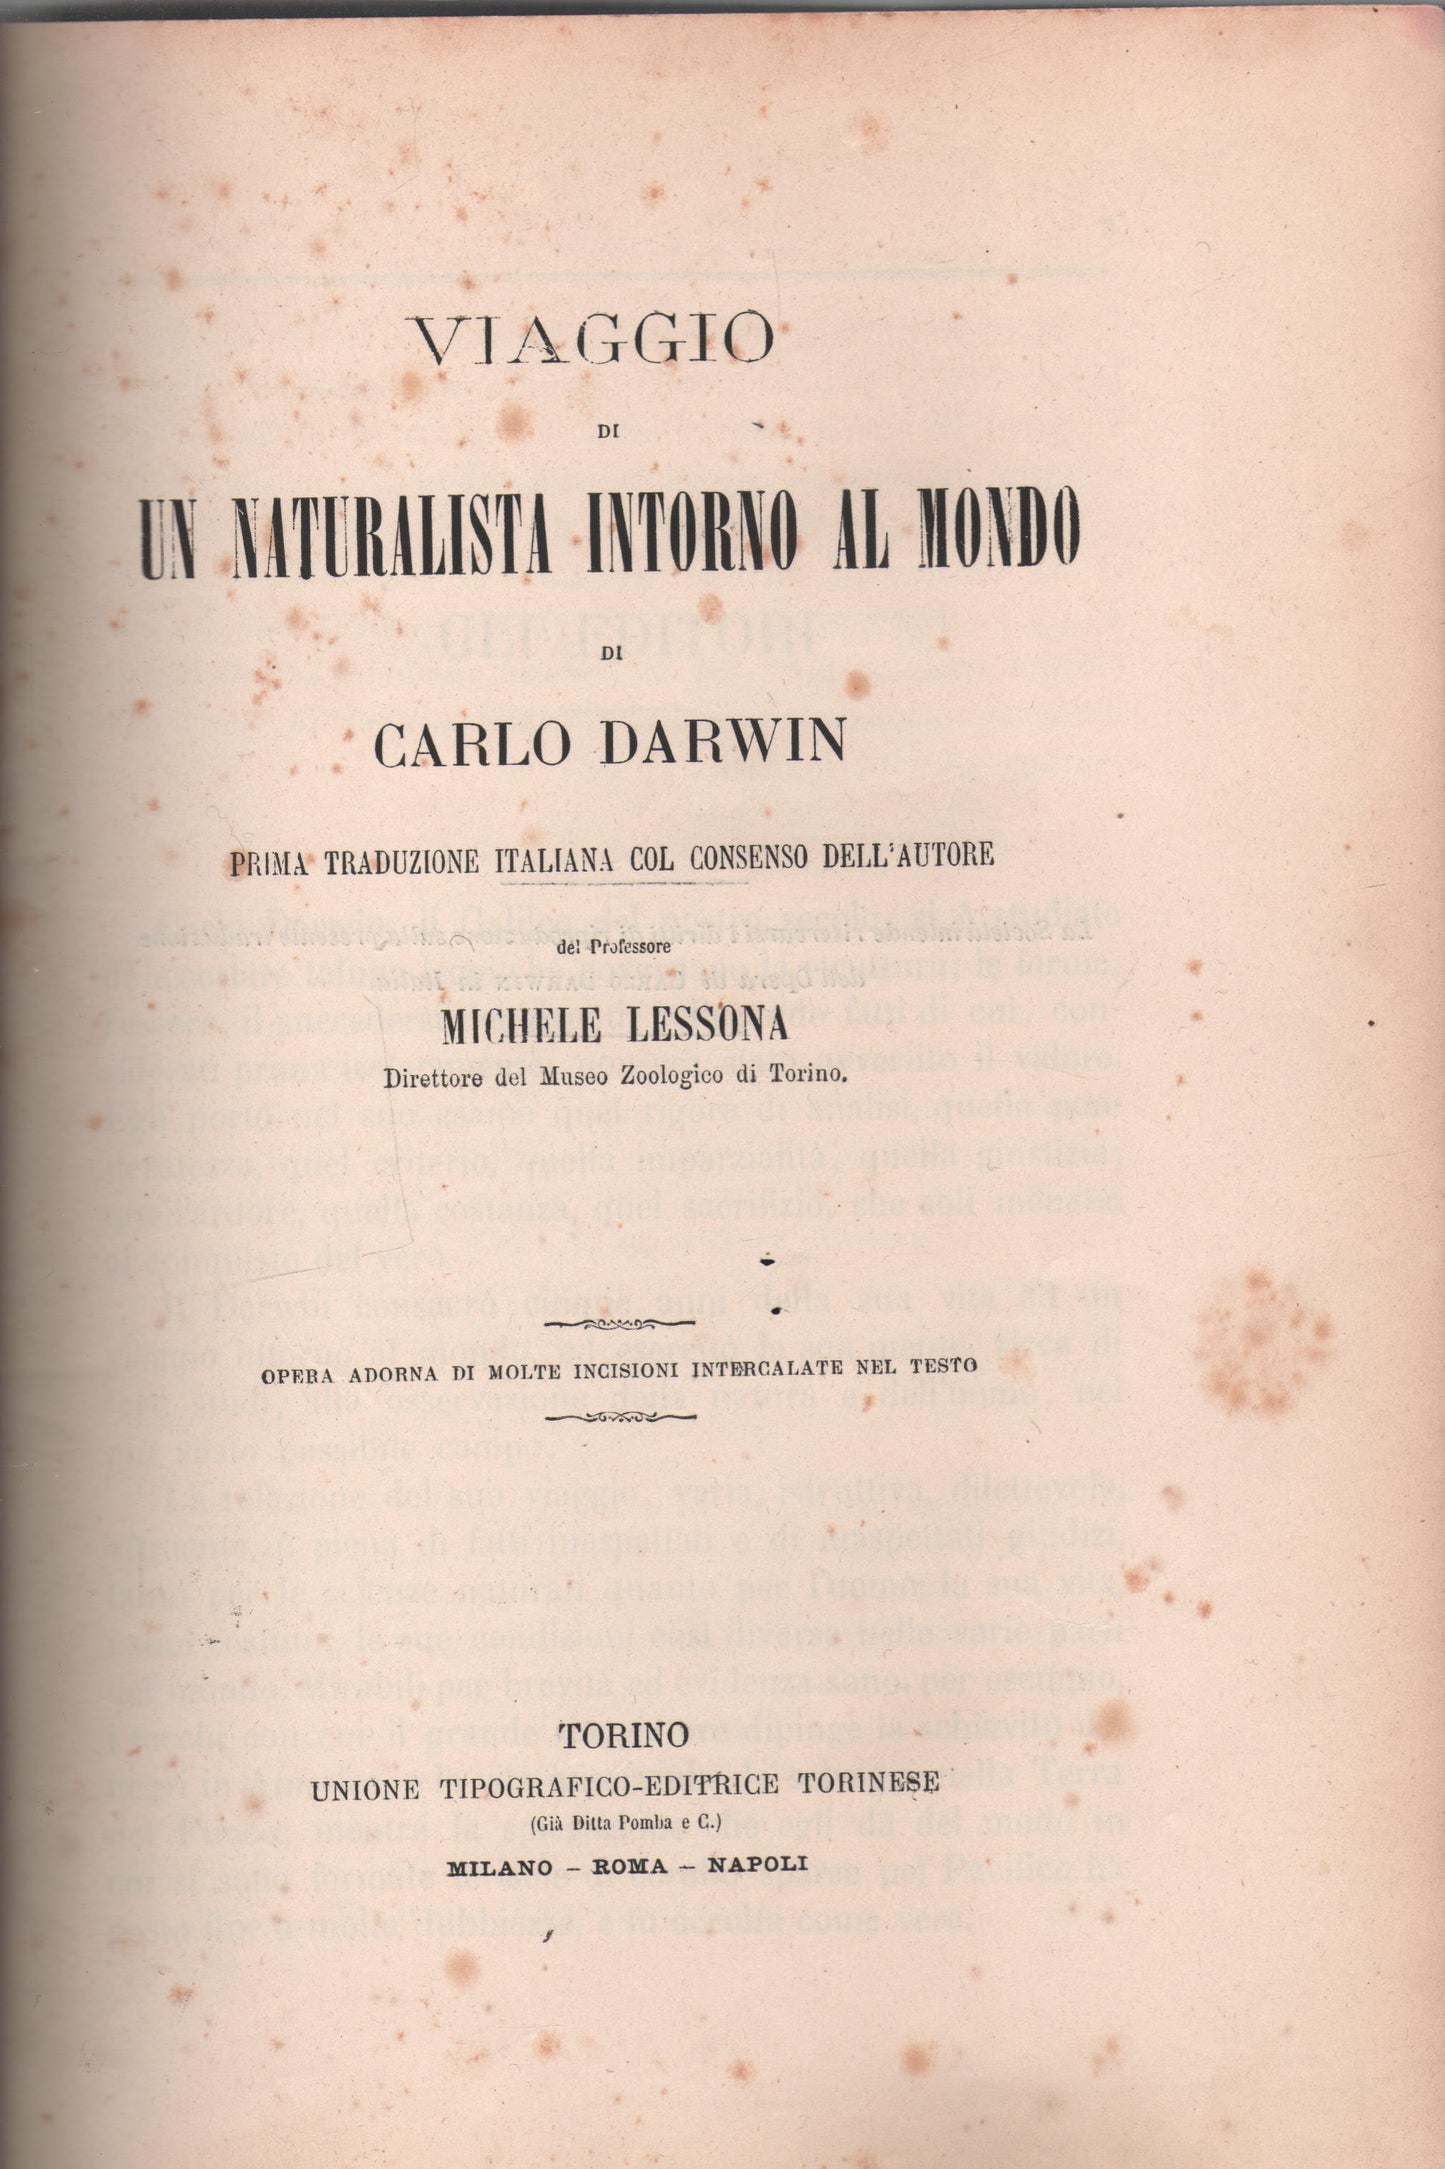 VIAGGIO
DI
UN NATURALISTA INTORNO AL MONDO
DI
CARLO DARWIN
PRIMA TRADUZIONE ITALIANA COL CONSENSO DELL'AUTORE
del Professore
MICHELE LESSONA
Direttore del Museo Zoologico di Torino.
OPERA ADORNA DI MOLTE INCISIONI INTERCALATE NEL TESTO
TORINO
UNIONE TIPOGRAFICO-EDITRICE TORINESE
(Già Ditta Pomba e C.)
MILANO - ROMA - NAPOLI